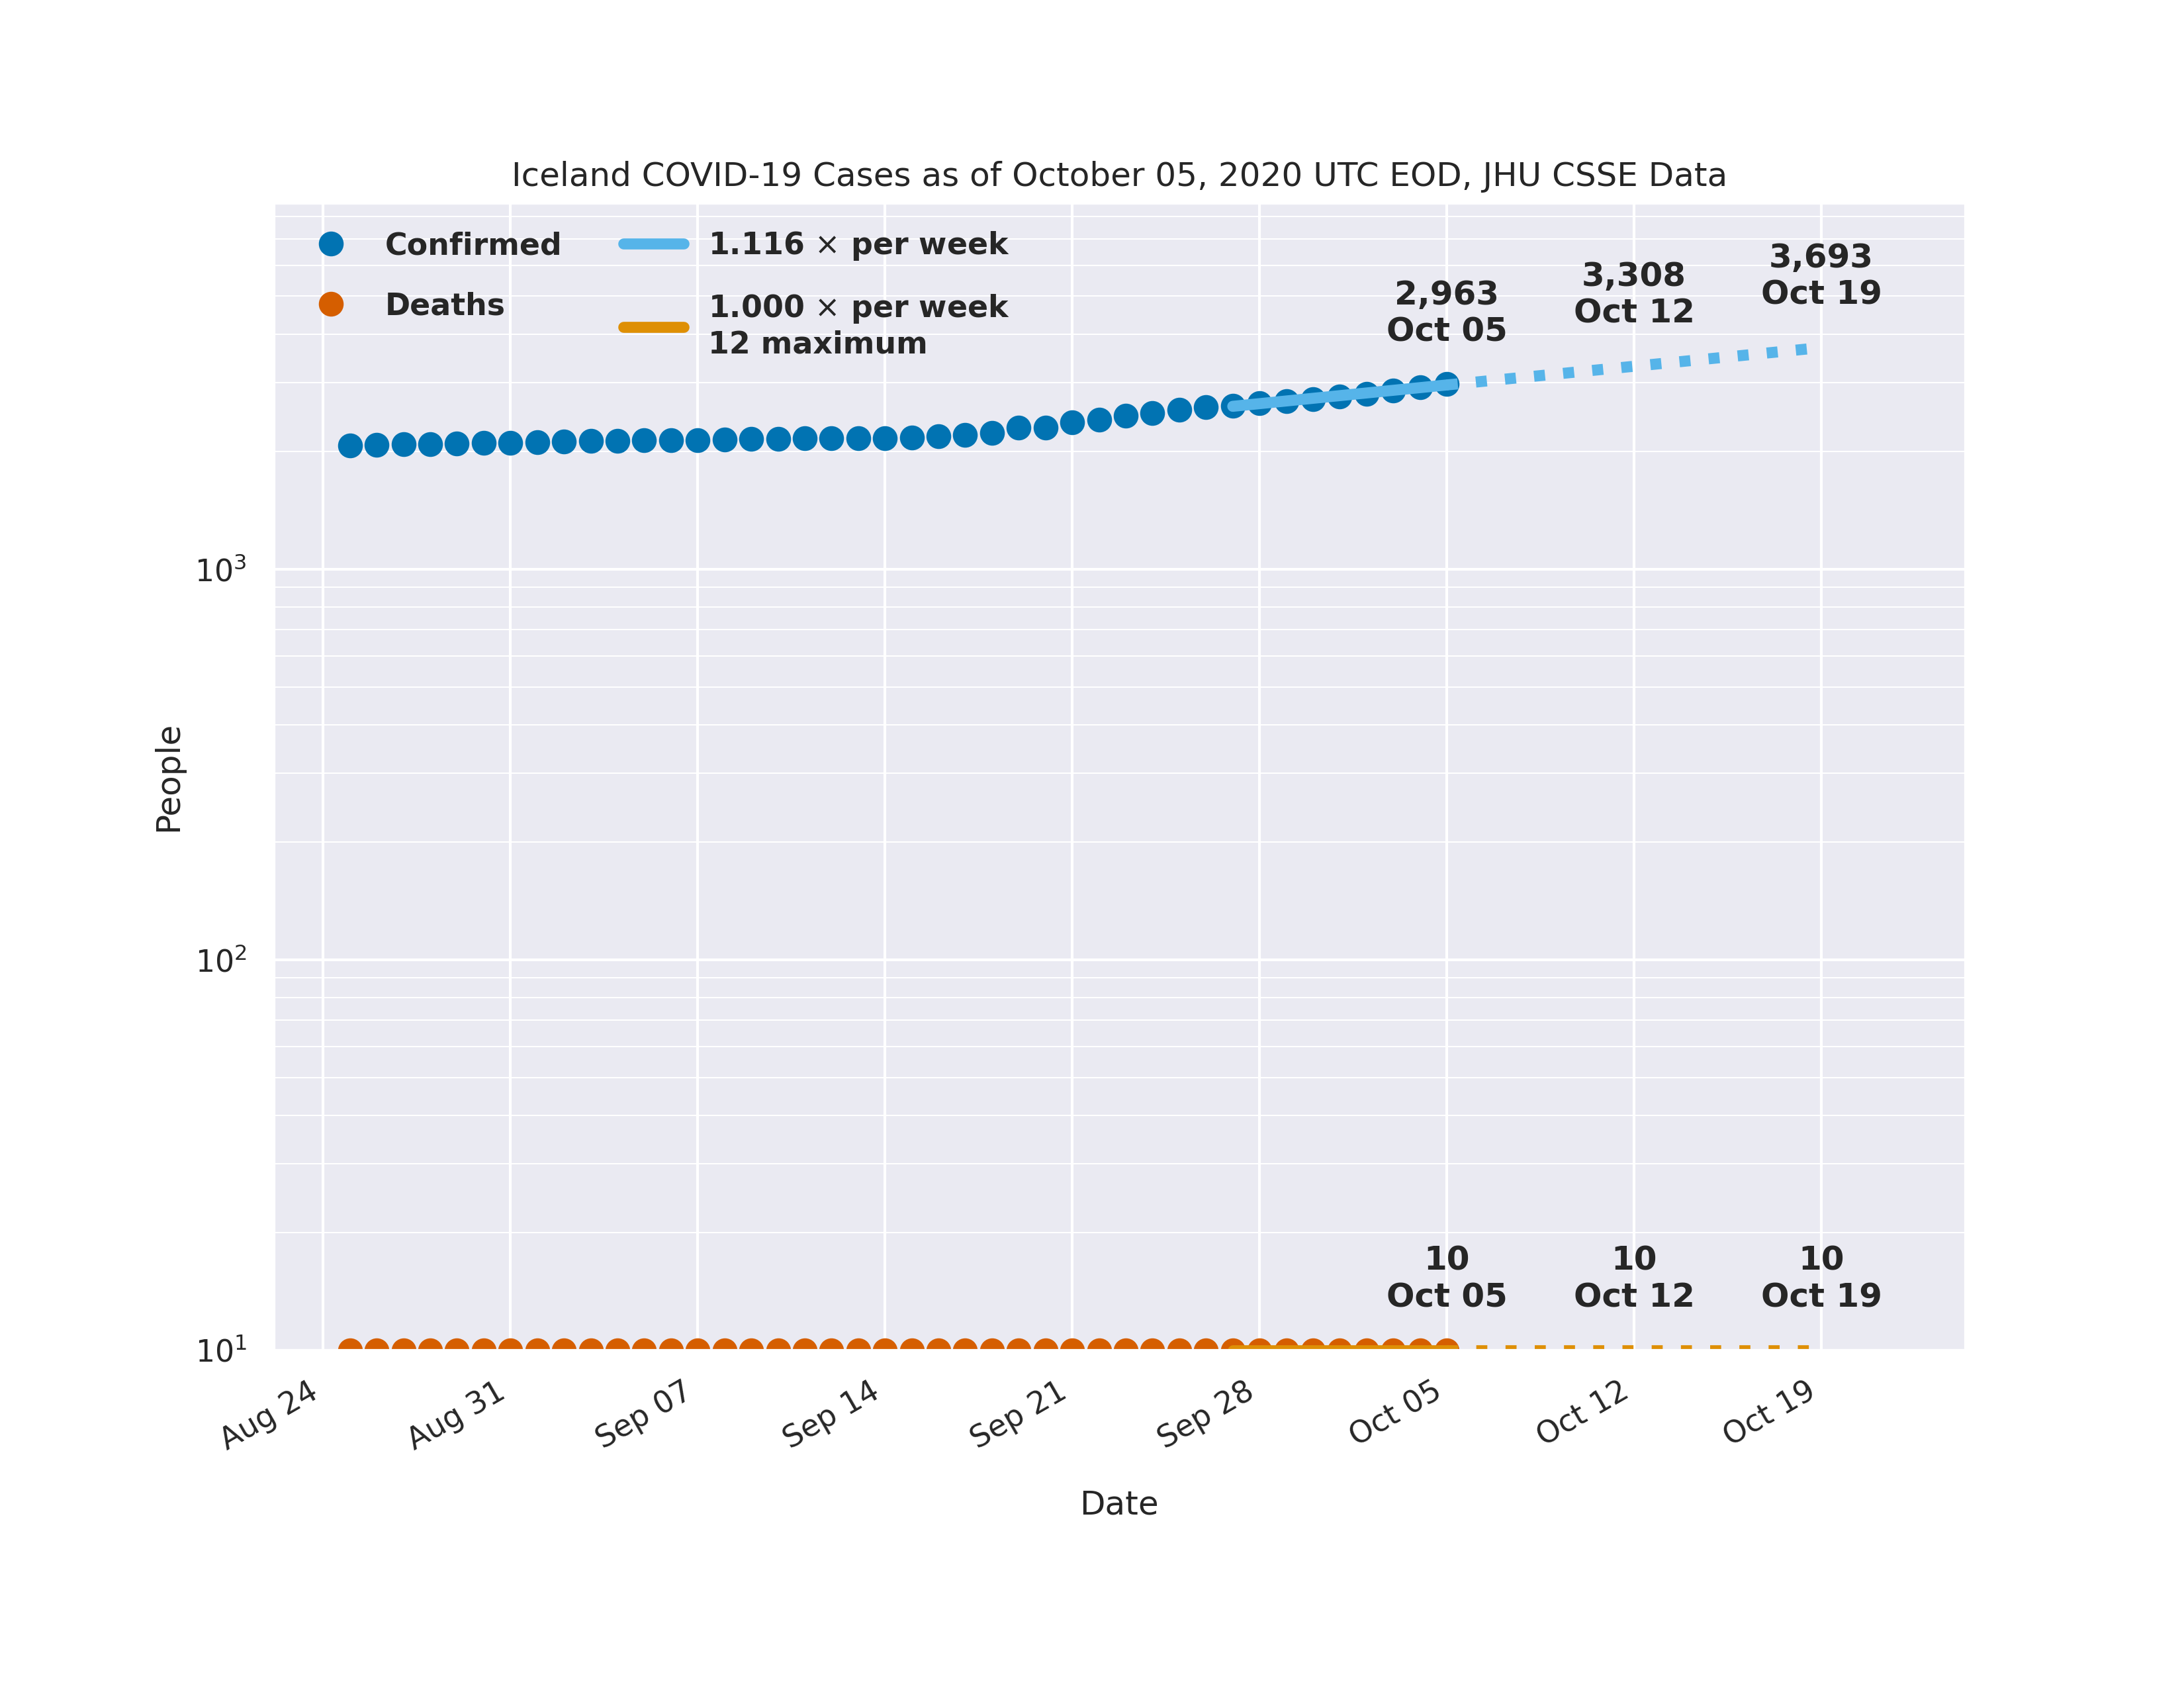 Iceland COVID-19 Cases as of October 05, 2020 UTC EOD, JHU CSSE Data
Confirmed
Deaths
1.116 × per week
1.000 × per week
12 maximum
2,963
Oct 05
3,308
Oct 12
3,693
Oct 19
10³
10²
10¹
People
10
Oct 05
10
Oct 12
10
Oct 19
Aug 24
Aug 31
Sep 07
Sep 14
Sep 21
Sep 28
Oct 05
Oct 12
Oct 19
Date